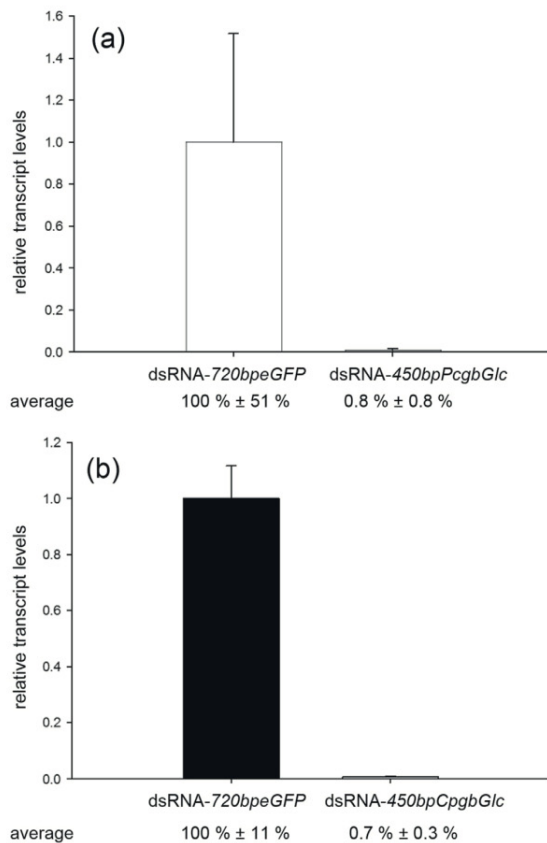 (a)
relative transcript levels
1.6
1.4
1.2
1.0
0.8
0.6
0.4
0.2
0.0
dsRNA-720bpeGFP dsRNA-450bpPcgbGlc
average 100 % ± 51 % 0.8 % ± 0.8 %
(b)
relative transcript levels
1.2
1.0
0.8
0.6
0.4
0.2
0.0
dsRNA-720bpeGFP dsRNA-450bpCpgbGlc
average 100 % ± 11 % 0.7 % ± 0.3 %